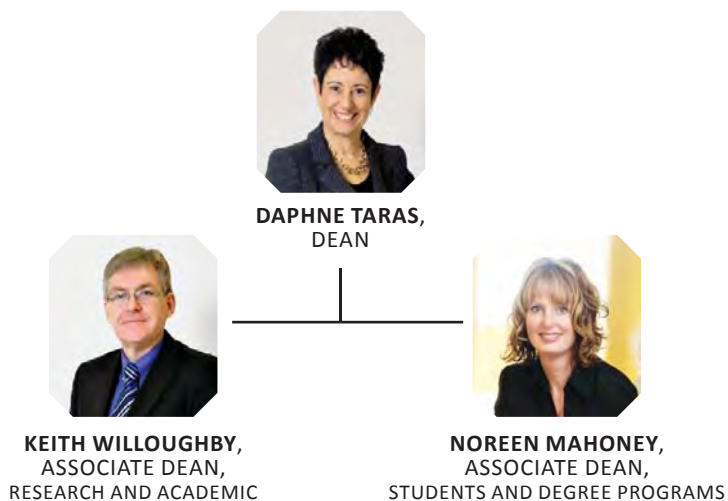 DAPHNE TARAS,
DEAN
KEITH WILLOUGHBY,
ASSOCIATE DEAN,
RESEARCH AND ACADEMIC
NOREEN MAHONEY,
ASSOCIATE DEAN,
STUDENTS AND DEGREE PROGRAMS